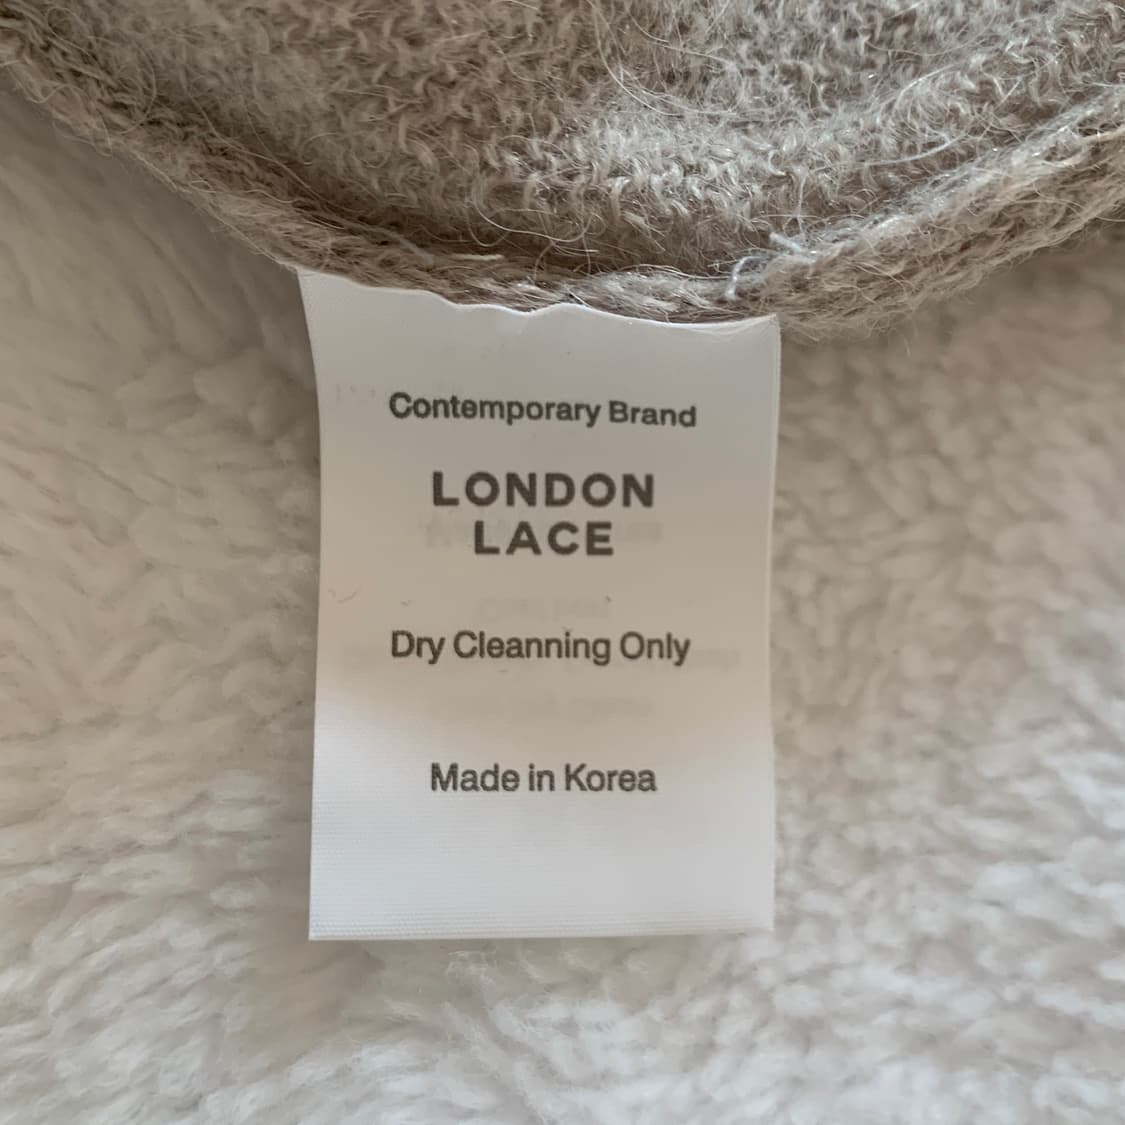 Contemporary Brand
LONDON
LACE
Dry Cleanning Only
Made in Korea